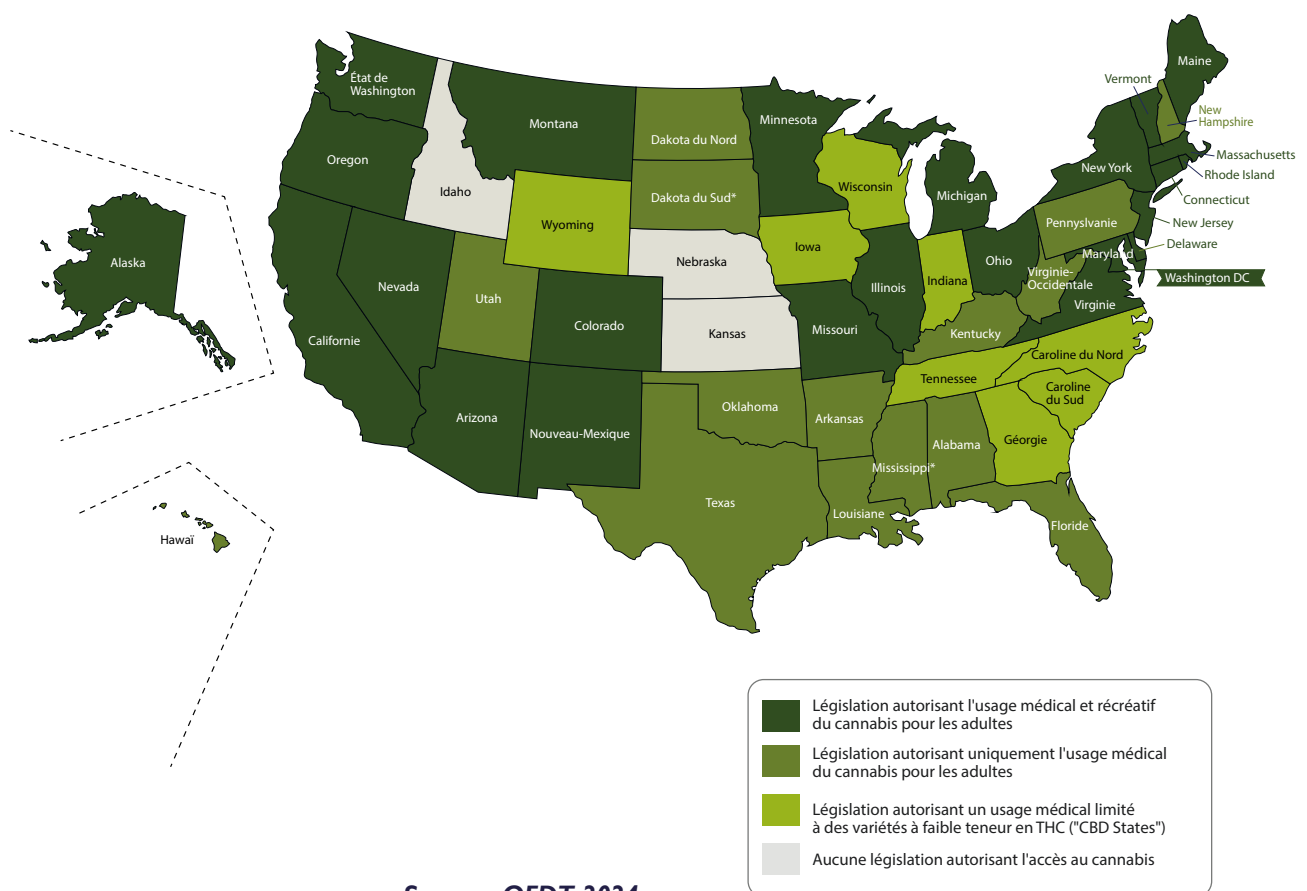 Maine
Vermont
État de
Washington
New
Hampshire
Montana
Minnesota
Dakota du Nord
Massachusetts
Oregon
New York
Rhode Island
Idaho
Dakota du Sud*
Wisconsin
Michigan
Connecticut
Wyoming
Pennyslvanie
New Jersey
Iowa
Delaware
Alaska
Nebraska
Ohio
Maryland
Nevada
Indiana
Virginie-
Occidentale
Washington DC
Utah
Illinois
Virginie
Colorado
Missouri
Californie
Kansas
Kentucky
Caroline du Nord
Tennessee
Caroline
du Sud
Oklahoma
Arizona
Arkansas
Nouveau-Mexique
Alabama
Géorgie
Mississippi*
Texas
Louisiane
Floride
Hawaï
Législation autorisant l'usage médical et récréatif
du cannabis pour les adultes
Législation autorisant uniquement l'usage médical
du cannabis pour les adultes
Législation autorisant un usage médical limité
à des variétés à faible teneur en THC ("CBD States")
Aucune législation autorisant l'accès au cannabis